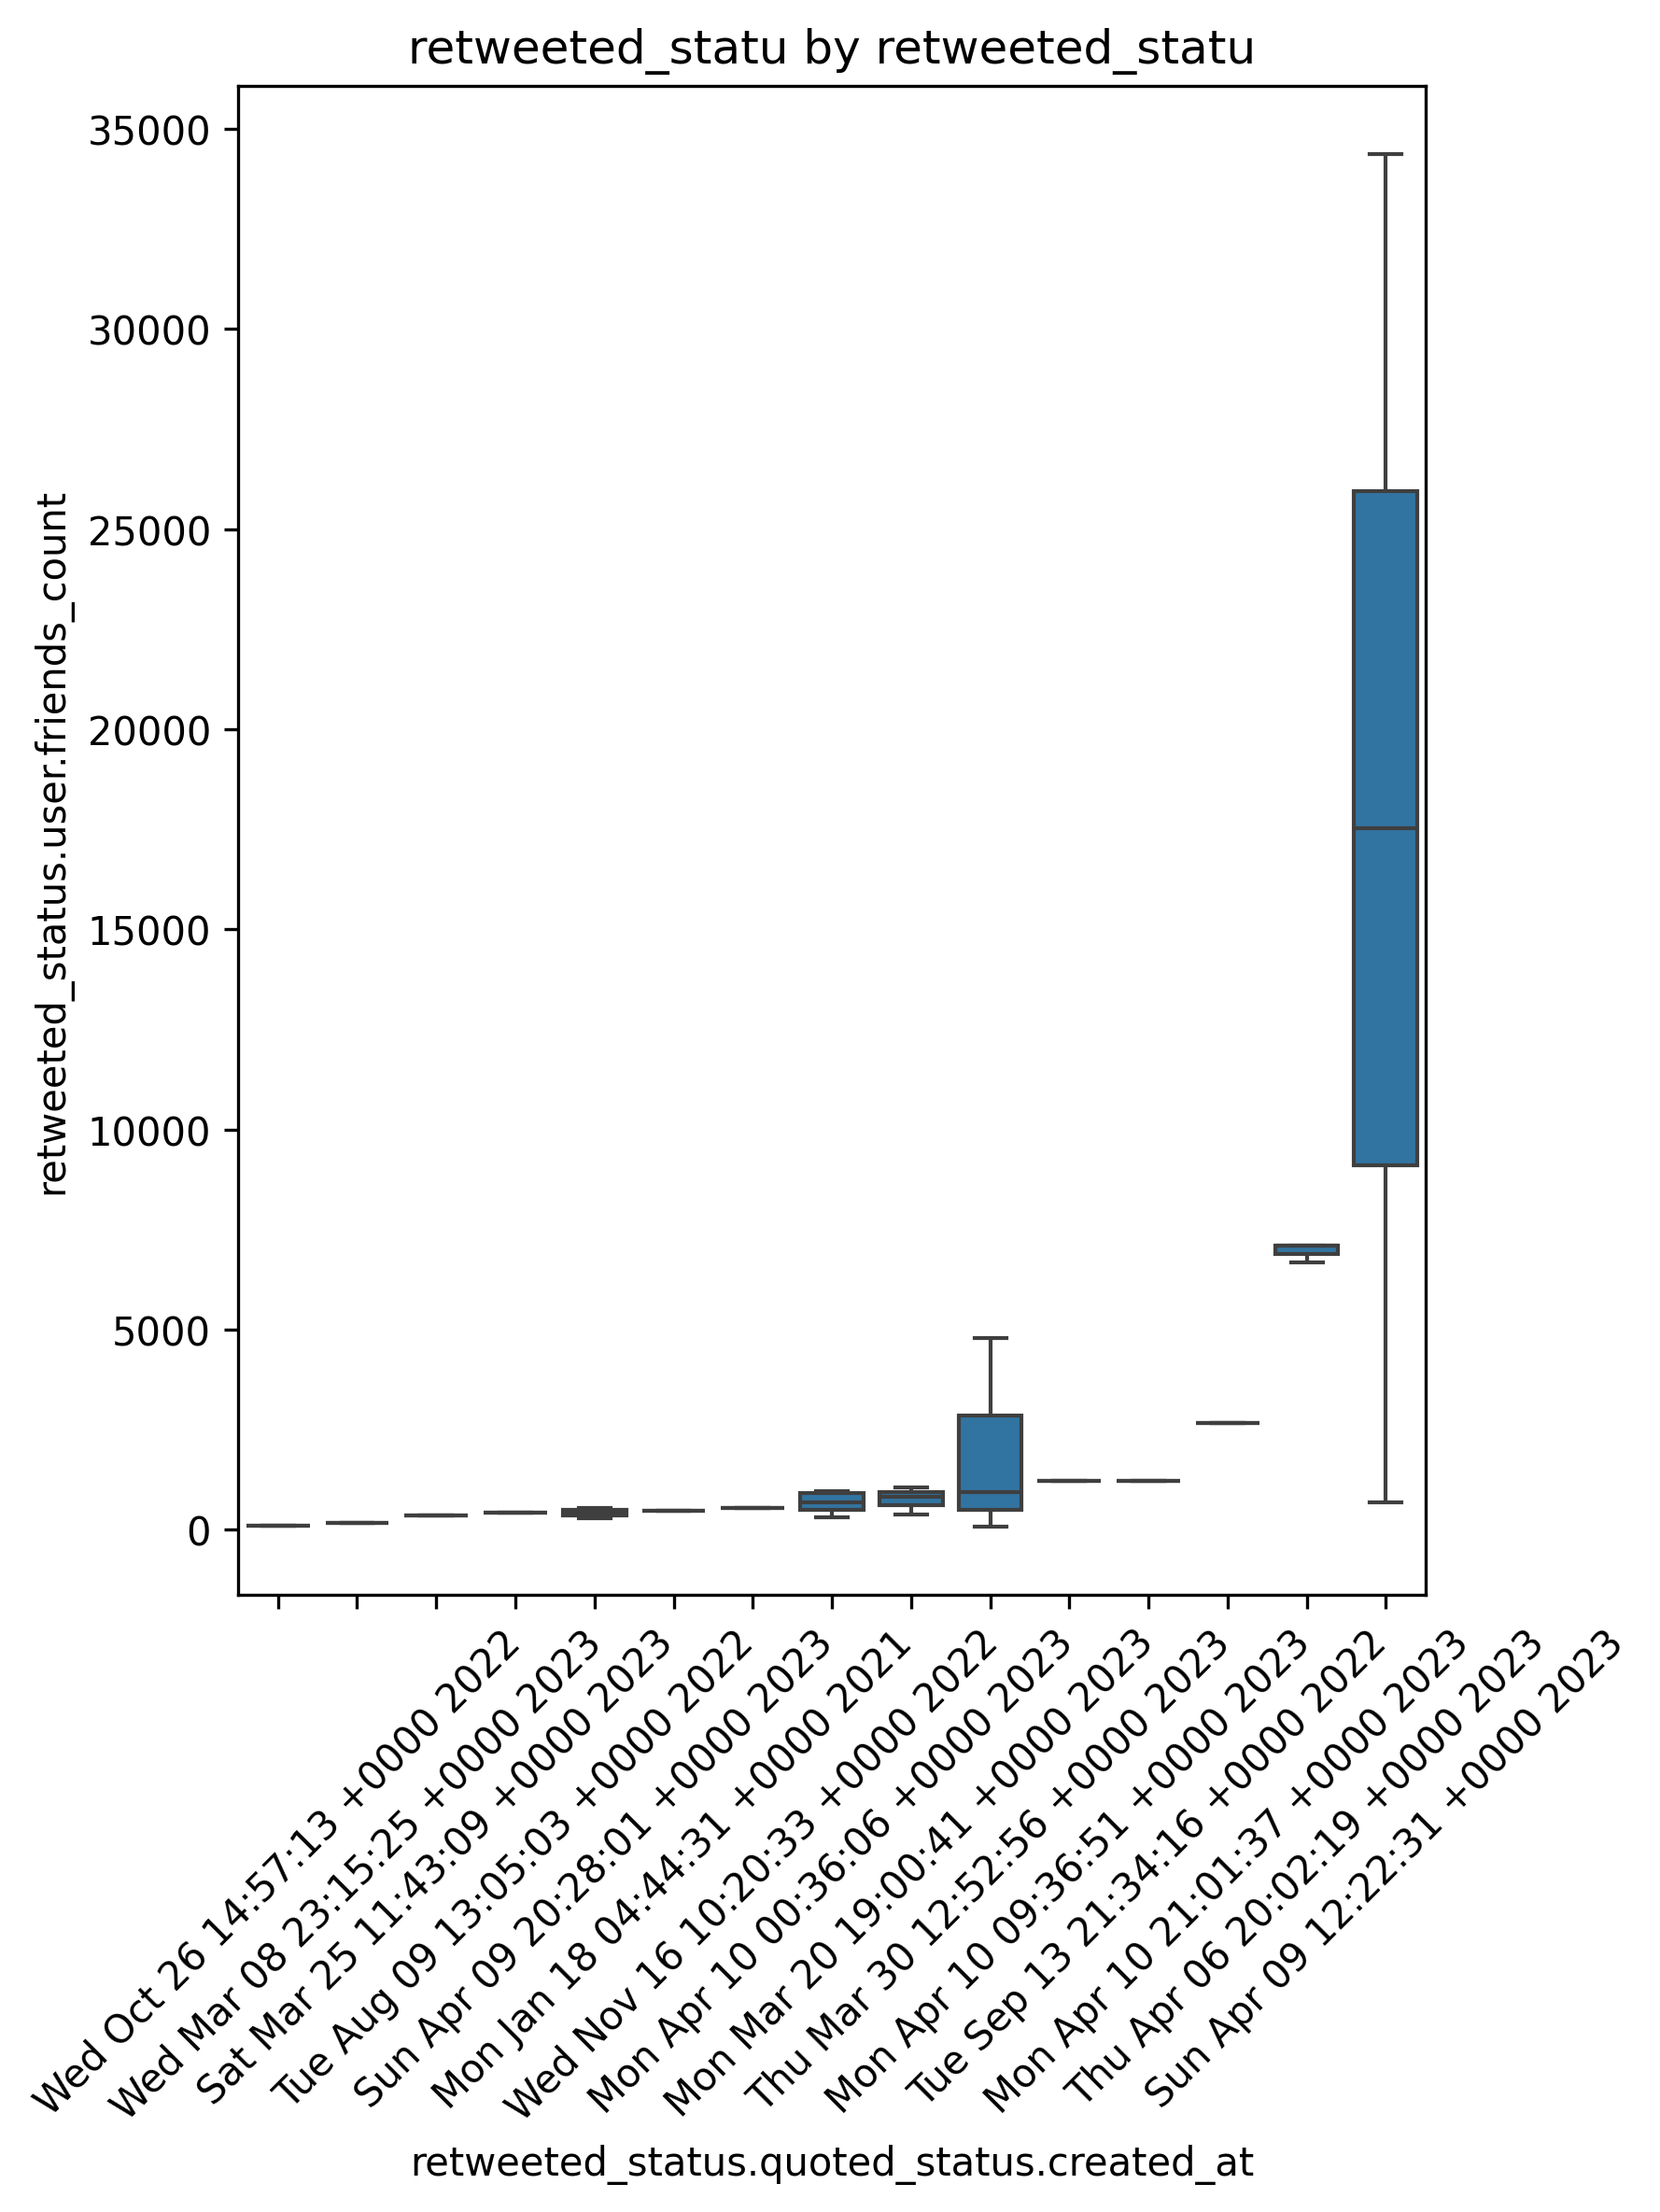 retweeted_statu by retweeted_statu
35000
30000
25000
20000
15000
10000
5000
0
retweeted_status.user.friends_count
Wed Oct 26 14:57:13 +0000 2022
Wed Mar 08 23:15:25 +0000 2023
Sat Mar 25 11:43:09 +0000 2023
Tue Aug 09 13:05:03 +0000 2022
Sun Apr 09 20:28:01 +0000 2023
Mon Jan 18 04:44:31 +0000 2021
Wed Nov 16 10:20:33 +0000 2022
Mon Apr 10 00:36:06 +0000 2023
Mon Mar 20 19:00:41 +0000 2023
Thu Mar 30 12:52:56 +0000 2023
Mon Apr 10 09:36:51 +0000 2023
Tue Sep 13 21:34:16 +0000 2022
Mon Apr 10 21:01:37 +0000 2023
Thu Apr 06 20:02:19 +0000 2023
Sun Apr 09 12:22:31 +0000 2023
retweeted_status.quoted_status.created_at